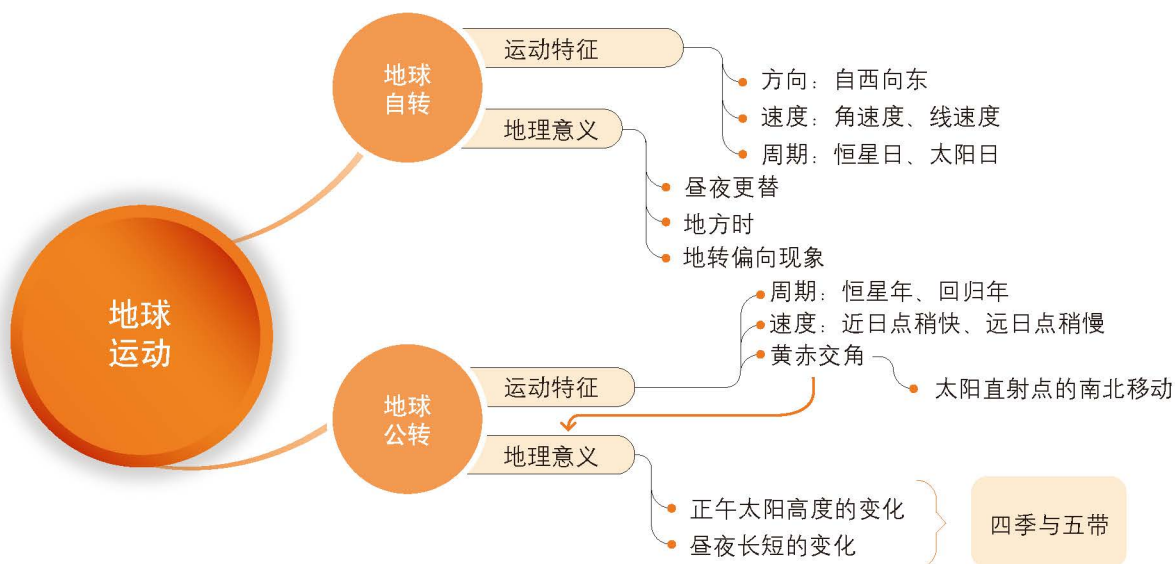 地球
运动
地球
自转
运动特征
方向：自西向东
速度：角速度、线速度
周期：恒星日、太阳日
地理意义
昼夜更替
地方时
地转偏向现象
地球
公转
运动特征
周期：恒星年、回归年
速度：近日点稍快、远日点稍慢
黄赤交角
太阳直射点的南北移动
地理意义
正午太阳高度的变化
昼夜长短的变化
四季与五带